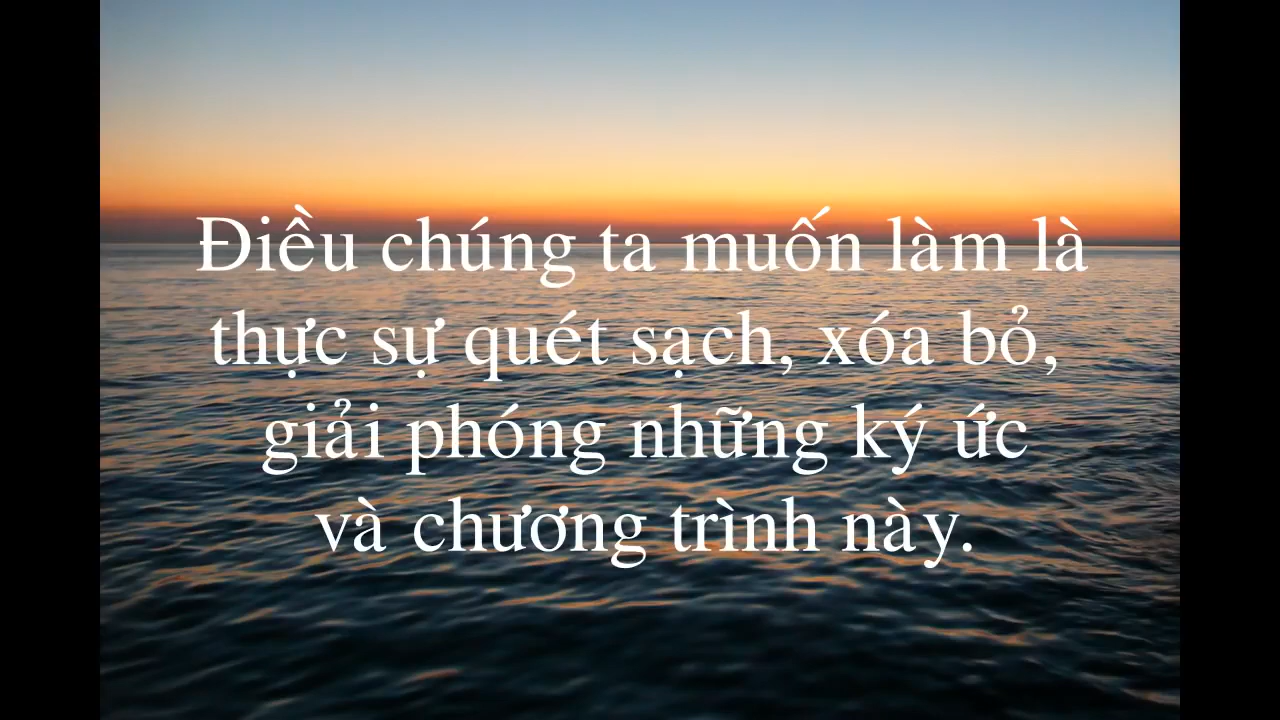 Điều chúng ta muốn làm là
thực sự quét sạch, xóa bỏ,
giải phóng những ký ức
và chương trình này.